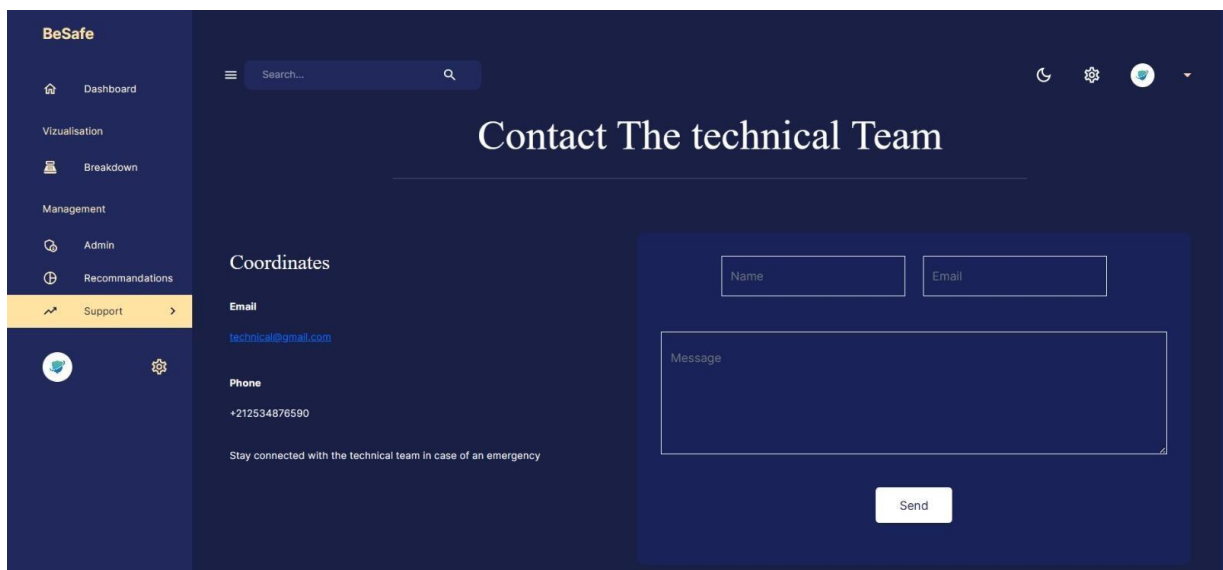 BeSafe
Dashboard
Vizualisation
Breakdown
Management
Admin
Recommandations
Support
Search...
Contact The technical Team
Coordinates
Email
technical@gmail.com
Phone
+212534876590
Stay connected with the technical team in case of an emergency
Name
Email
Message
Send